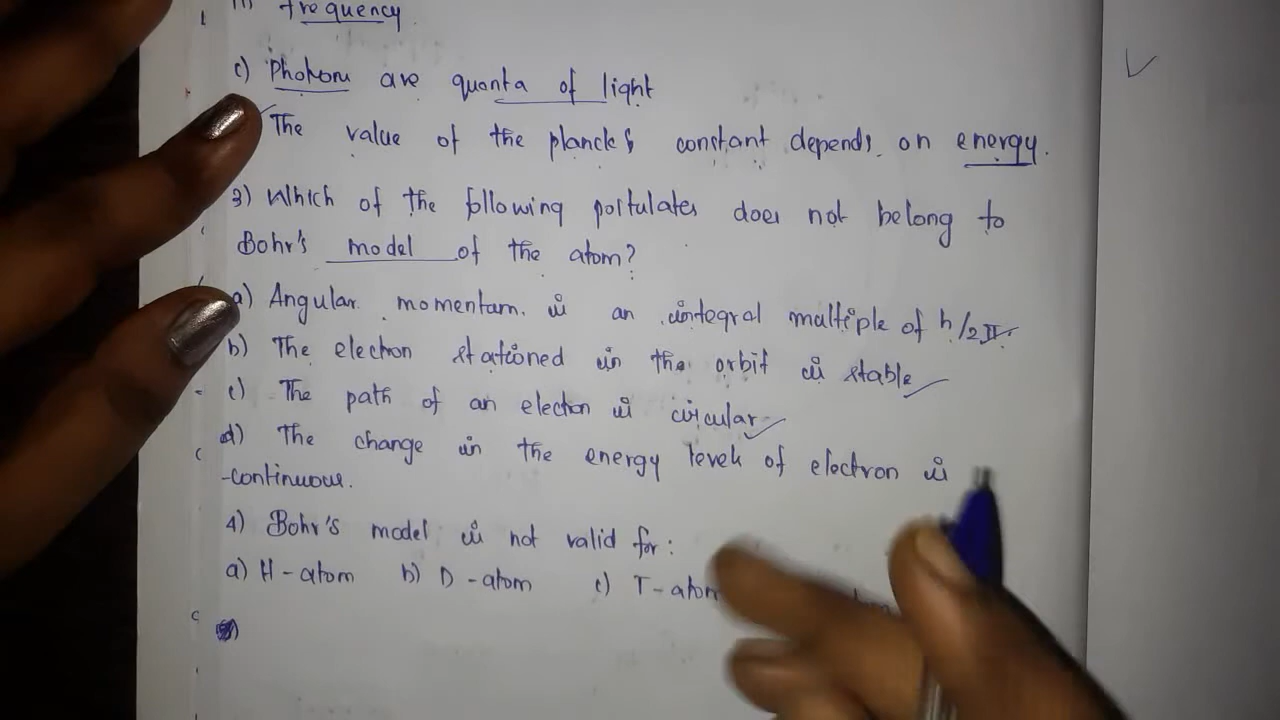 frequency
c) Photons are quanta of light
The value of the planck's constant depends on energy.
3) Which of the following postulates does not belong to
Bohr's model of the atom?
a) Angular momentam is an integral multiple of h/2π
b) The electron stationed in the orbit is stable
c) The path of an electron is circular
d) The change in the energy levels of electron is
-continuous.
4) Bohr's model is not valid for:
a) H-atom b) D-atom c) T-atom